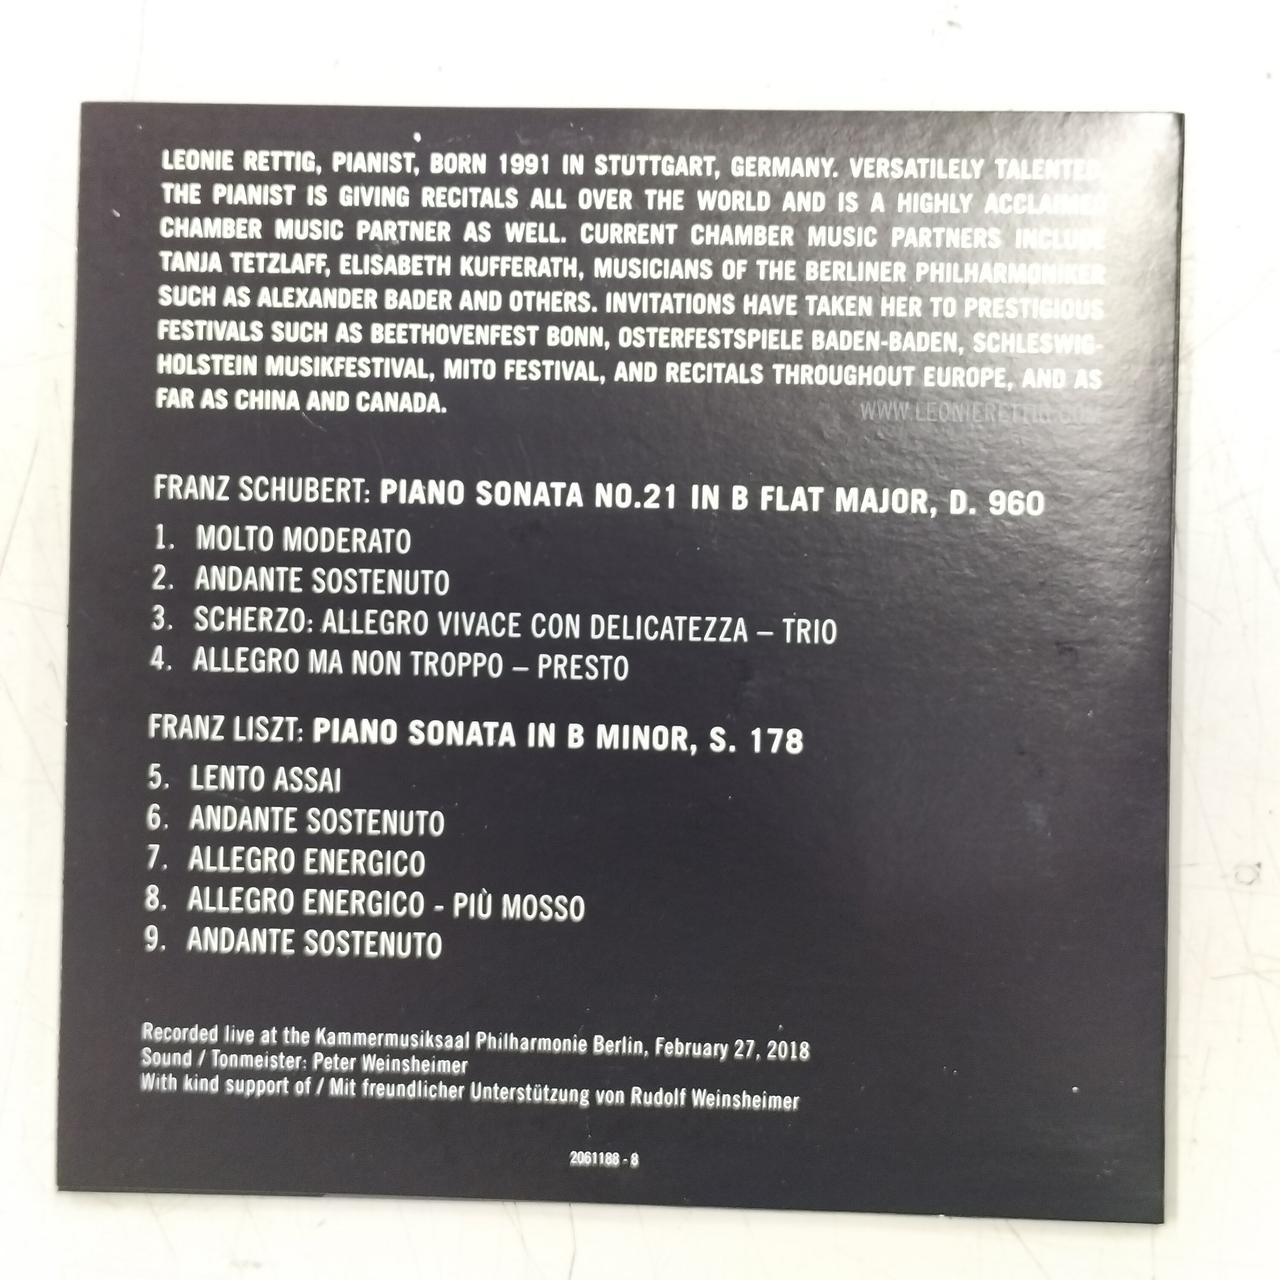 LEONIE RETTIG, PIANIST, BORN 1991 IN STUTTGART, GERMANY. VERSATILELY TALENTED,
THE PIANIST IS GIVING RECITALS ALL OVER THE WORLD AND IS A HIGHLY ACCLAIMED
CHAMBER MUSIC PARTNER AS WELL. CURRENT CHAMBER MUSIC PARTNERS INCLUDE
TANJA TETZLAFF, ELISABETH KUFFERATH, MUSICIANS OF THE BERLINER PHILHARMONIKER
SUCH AS ALEXANDER BADER AND OTHERS. INVITATIONS HAVE TAKEN HER TO PRESTIGIOUS
FESTIVALS SUCH AS BEETHOVENFEST BONN, OSTERFESTSPIELE BADEN-BADEN, SCHLESWIG-
HOLSTEIN MUSIKFESTIVAL, MITO FESTIVAL, AND RECITALS THROUGHOUT EUROPE, AND AS
FAR AS CHINA AND CANADA.
WWW.LEONIERETTIG.COM
FRANZ SCHUBERT: PIANO SONATA NO.21 IN B FLAT MAJOR, D. 960
1. MOLTO MODERATO
2. ANDANTE SOSTENUTO
3. SCHERZO: ALLEGRO VIVACE CON DELICATEZZA – TRIO
4. ALLEGRO MA NON TROPPO – PRESTO
FRANZ LISZT: PIANO SONATA IN B MINOR, S. 178
5. LENTO ASSAI
6. ANDANTE SOSTENUTO
7. ALLEGRO ENERGICO
8. ALLEGRO ENERGICO - PIÙ MOSSO
9. ANDANTE SOSTENUTO
Recorded live at the Kammermusiksaal Philharmonie Berlin, February 27, 2018
Sound / Tonmeister: Peter Weinsheimer
With kind support of / Mit freundlicher Unterstützung von Rudolf Weinsheimer
2061188 - 8